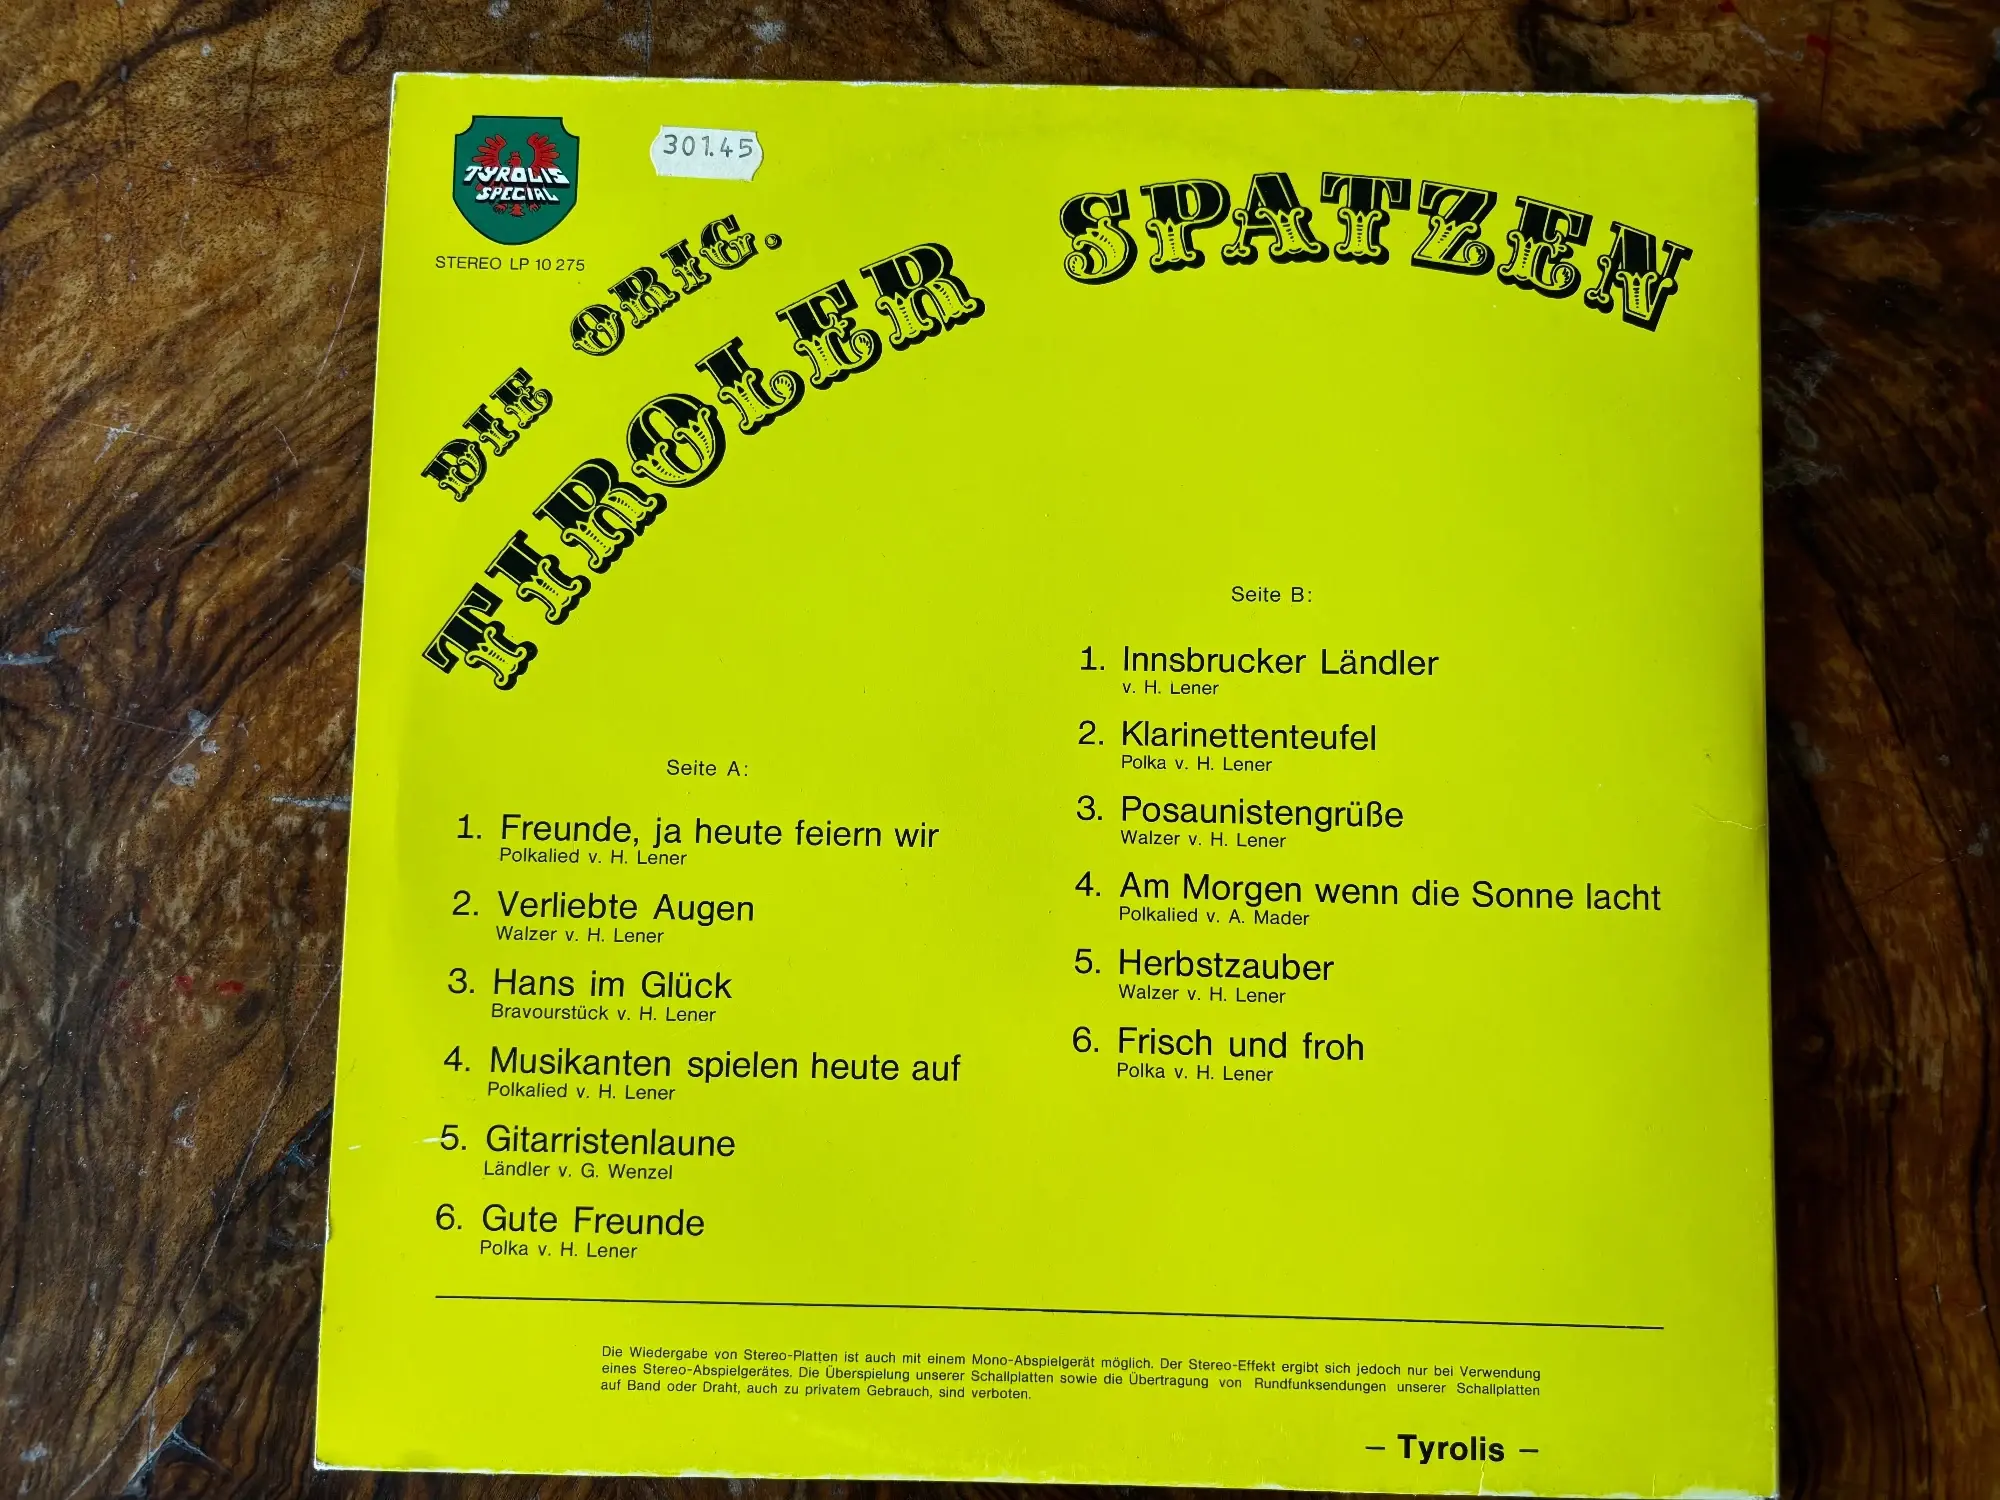 TYROLIS
SPECIAL
STEREO LP 10 275
301.45
DIE ORIG.
TIROLER SPATZEN
Seite A:
1. Freunde, ja heute feiern wir
Polkalied v. H. Lener
2. Verliebte Augen
Walzer v. H. Lener
3. Hans im Glück
Bravourstück v. H. Lener
4. Musikanten spielen heute auf
Polkalied v. H. Lener
5. Gitarristenlaune
Ländler v. G. Wenzel
6. Gute Freunde
Polka v. H. Lener
Seite B:
1. Innsbrucker Ländler
v. H. Lener
2. Klarinettenteufel
Polka v. H. Lener
3. Posaunistengrüße
Walzer v. H. Lener
4. Am Morgen wenn die Sonne lacht
Polkalied v. A. Mader
5. Herbstzauber
Walzer v. H. Lener
6. Frisch und froh
Polka v. H. Lener
Die Wiedergabe von Stereo-Platten ist auch mit einem Mono-Abspielgerät möglich. Der Stereo-Effekt ergibt sich jedoch nur bei Verwendung
eines Stereo-Abspielgerätes. Die Überspielung unserer Schallplatten sowie die Übertragung von Rundfunksendungen unserer Schallplatten
auf Band oder Draht, auch zu privatem Gebrauch, sind verboten.
– Tyrolis –